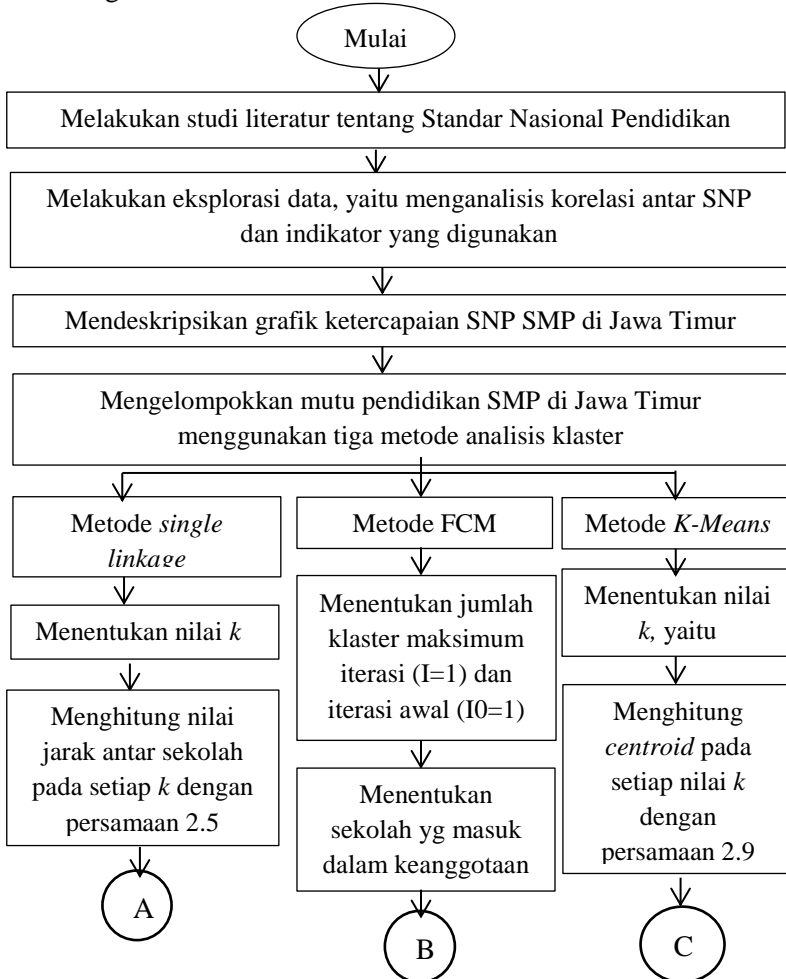 Mulai
Melakukan studi literatur tentang Standar Nasional Pendidikan
Melakukan eksplorasi data, yaitu menganalisis korelasi antar SNP
dan indikator yang digunakan
Mendeskripsikan grafik ketercapaian SNP SMP di Jawa Timur
Mengelompokkan mutu pendidikan SMP di Jawa Timur
menggunakan tiga metode analisis klaster
Metode single
linkage
Menentukan nilai k
Menghitung nilai
jarak antar sekolah
pada setiap k dengan
persamaan 2.5
A
Metode FCM
Menentukan jumlah
klaster maksimum
iterasi (I=1) dan
iterasi awal (I0=1)
Menentukan
sekolah yg masuk
dalam keanggotaan
B
Metode K-Means
Menentukan nilai
k, yaitu
Menghitung
centroid pada
setiap nilai k
dengan
persamaan 2.9
C